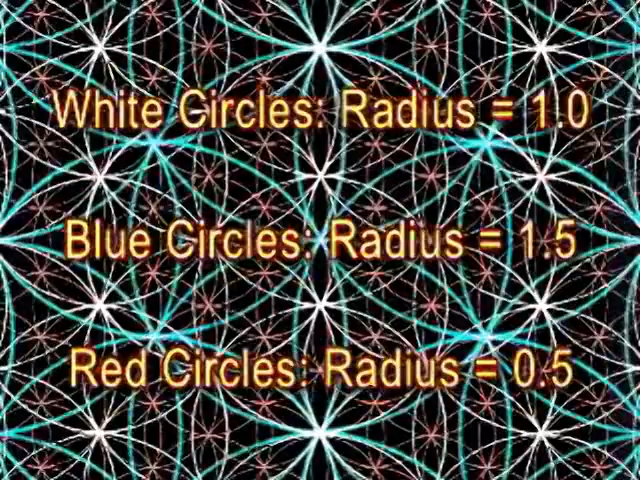 White Circles: Radius = 1.0
Blue Circles: Radius = 1.5
Red Circles: Radius = 0.5